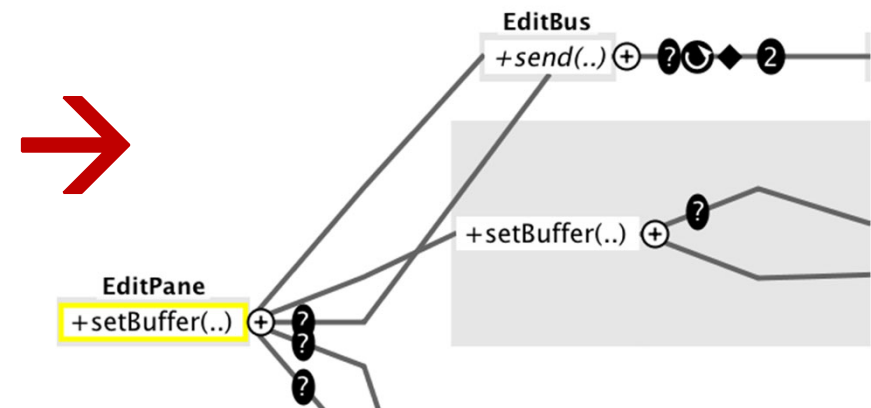 EditBus
+send(..) + ? 2
?
+setBuffer(..) +
EditPane
+setBuffer(..) + ?
?
?